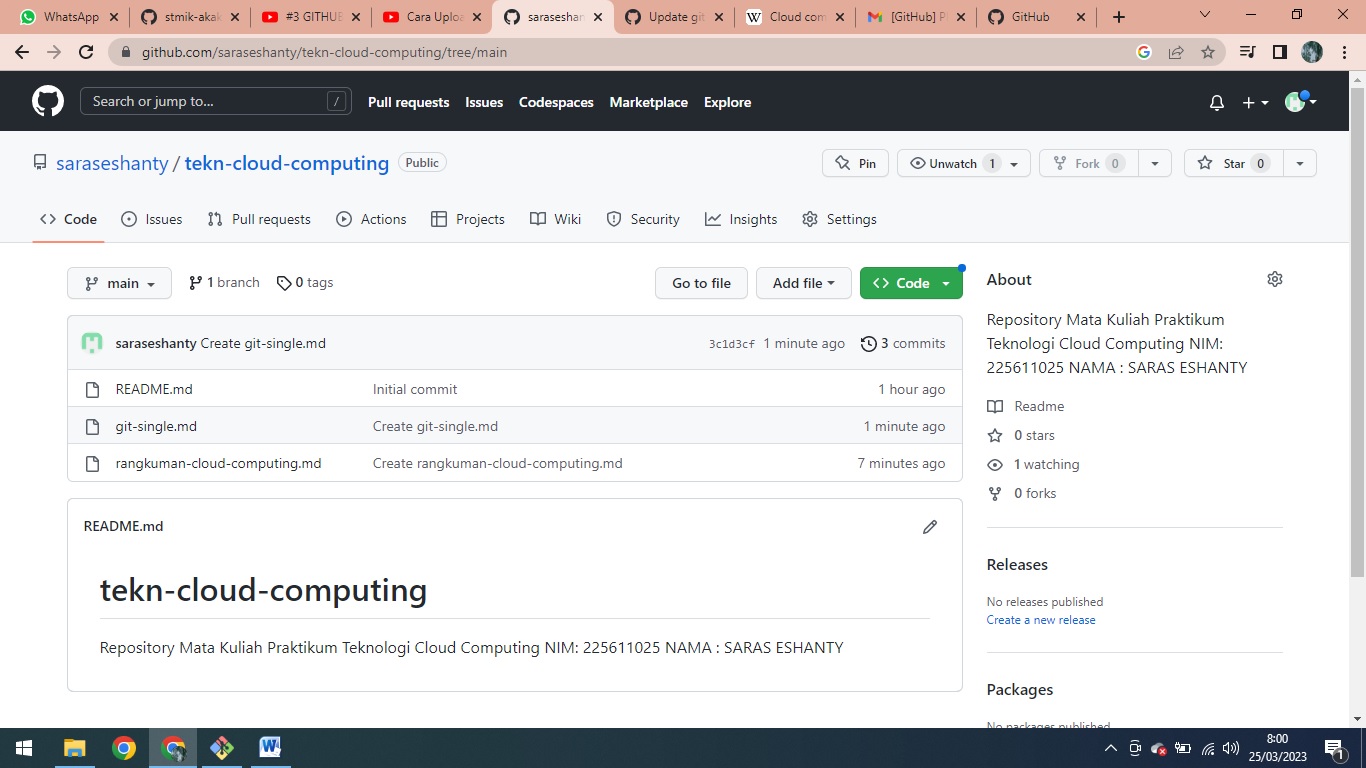 WhatsApp
stmik-akak
#3 GITHUB
Cara Uploa
saraseshan
Update git
Cloud com
[GitHub] P
GitHub
github.com/saraseshanty/tekn-cloud-computing/tree/main
Search or jump to... /
Pull requests Issues Codespaces Marketplace Explore
saraseshanty / tekn-cloud-computing Public
Pin Unwatch 1 Fork 0 Star 0
Code Issues Pull requests Actions Projects Wiki Security Insights Settings
main 1 branch 0 tags Go to file Add file Code
saraseshanty Create git-single.md 3c1d3cf 1 minute ago 3 commits
README.md Initial commit 1 hour ago
git-single.md Create git-single.md 1 minute ago
rangkuman-cloud-computing.md Create rangkuman-cloud-computing.md 7 minutes ago
README.md
tekn-cloud-computing
Repository Mata Kuliah Praktikum Teknologi Cloud Computing NIM: 225611025 NAMA : SARAS ESHANTY
About
Repository Mata Kuliah Praktikum
Teknologi Cloud Computing NIM:
225611025 NAMA : SARAS ESHANTY
Readme
0 stars
1 watching
0 forks
Releases
No releases published
Create a new release
Packages
No packages published
8:00
25/03/2023
1